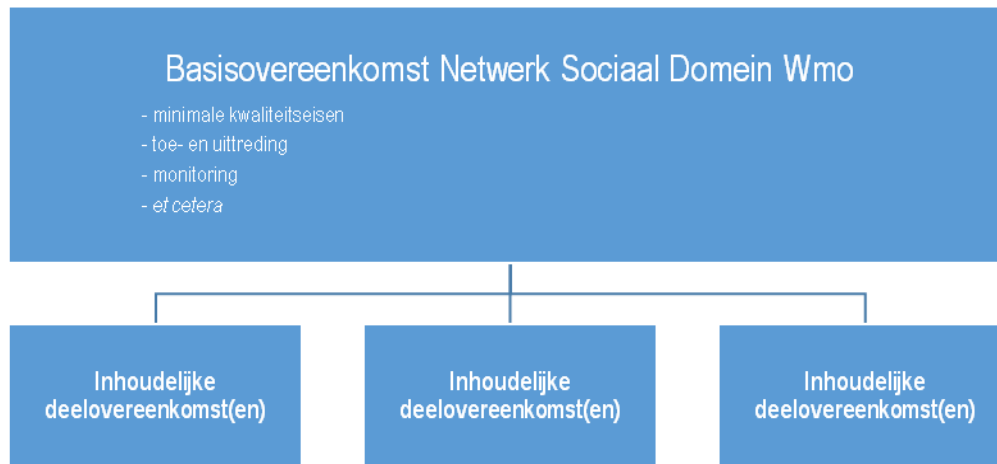 Basisovereenkomst Netwerk Sociaal Domein Wmo
- minimale kwaliteitseisen
- toe- en uittreding
- monitoring
- et cetera
Inhoudelijke
deelovereenkomst(en)
Inhoudelijke
deelovereenkomst(en)
Inhoudelijke
deelovereenkomst(en)